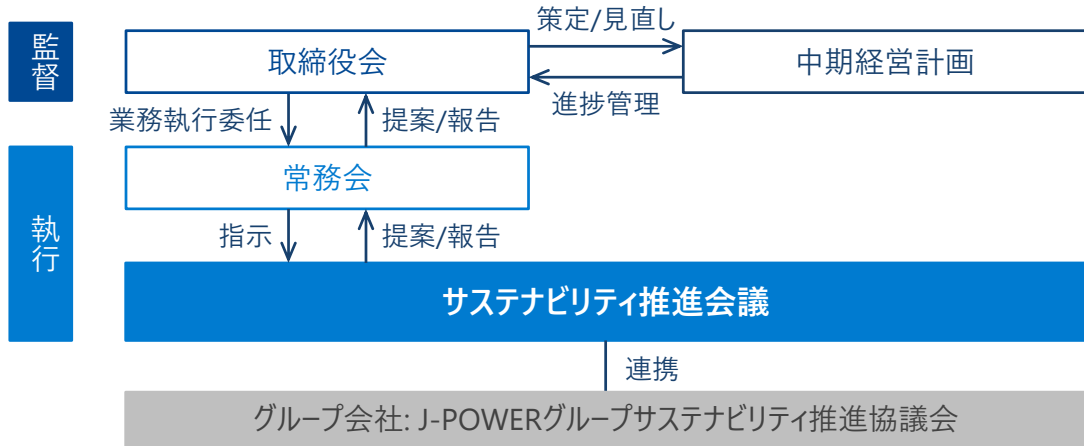 監督
取締役会
策定/見直し
進捗管理
中期経営計画
業務執行委任
提案/報告
執行
常務会
指示
提案/報告
サステナビリティ推進会議
連携
グループ会社: J-POWERグループサステナビリティ推進協議会